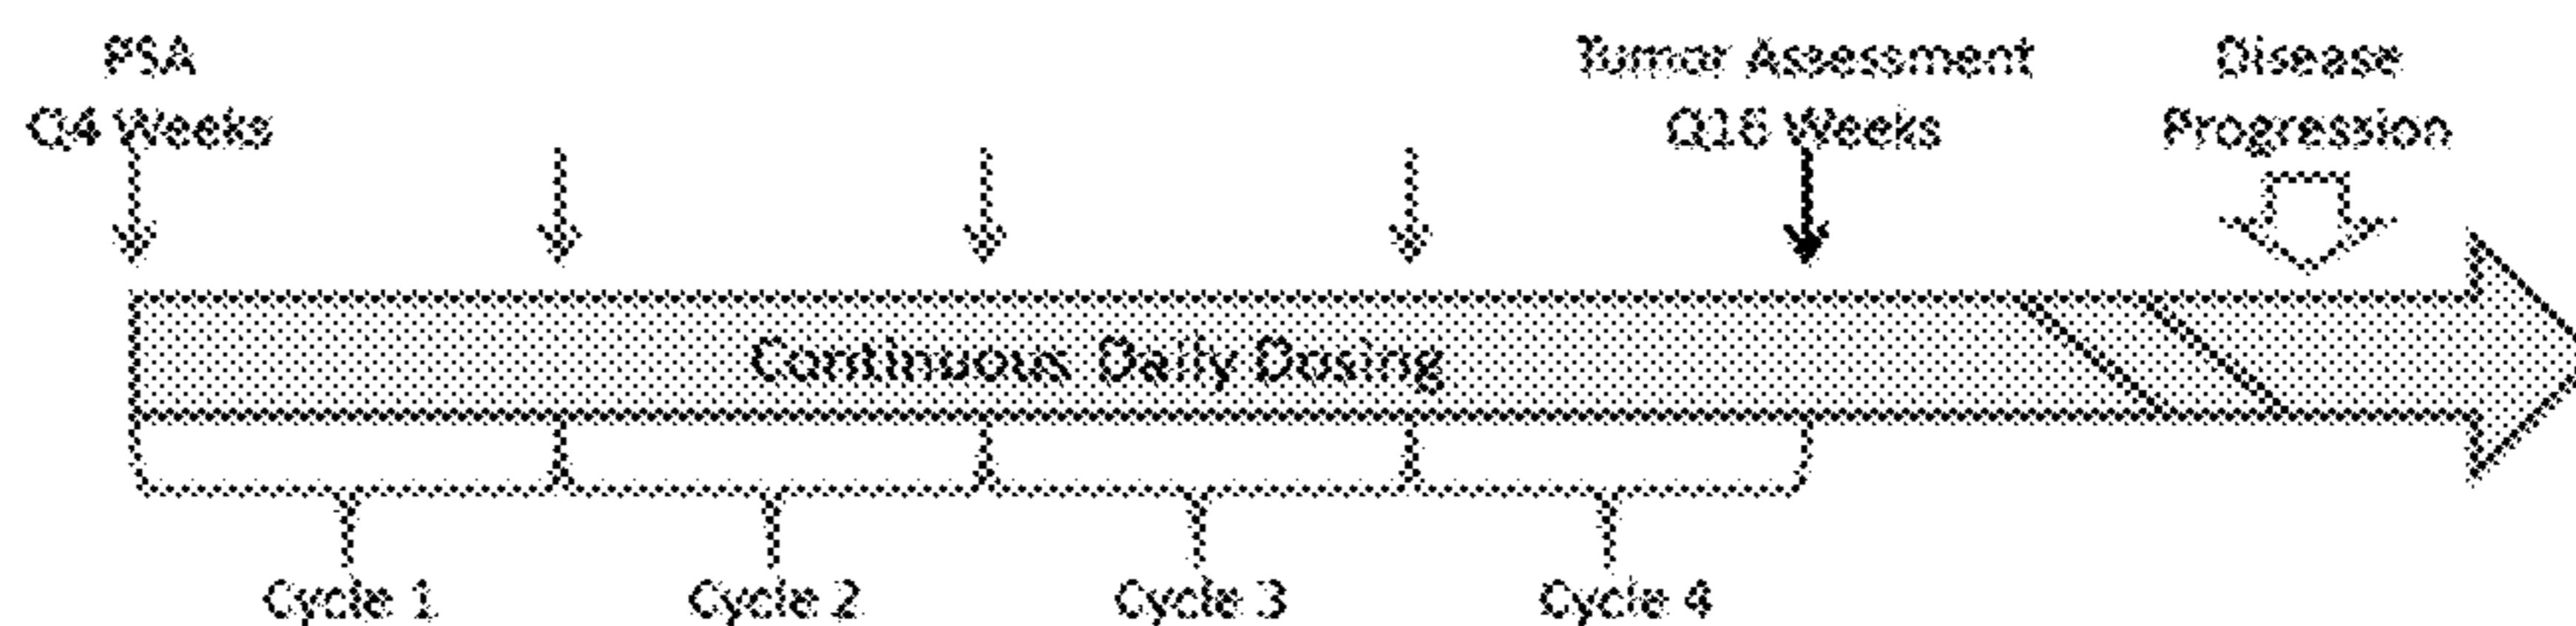 PSA
Q4 Weeks
Tumor Assessment
Q16 Weeks
Disease
Progression
Continuous Daily Dosing
Cycle 1
Cycle 2
Cycle 3
Cycle 4